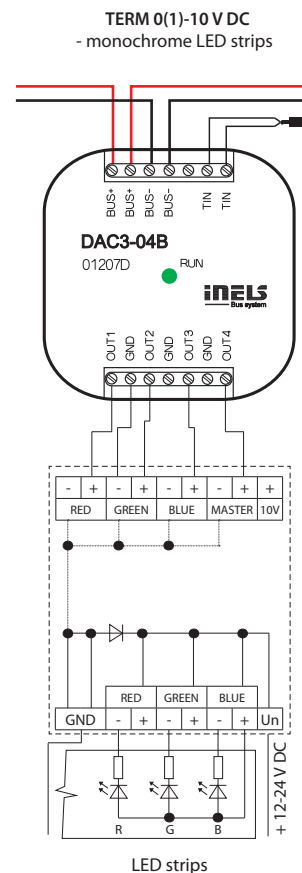 TERM 0(1)-10 V DC
- monochrome LED strips
BUS+ BUS+ BUS- BUS- TIN TIN
DAC3-04B
01207D
RUN
iNELS
Bus system
OUT1 GND OUT2 GND OUT3 GND OUT4
- + - + - + - + +
RED GREEN BLUE MASTER 10V
RED GREEN BLUE
GND - + - + - + Un
+ 12-24 V DC
R G B
LED strips